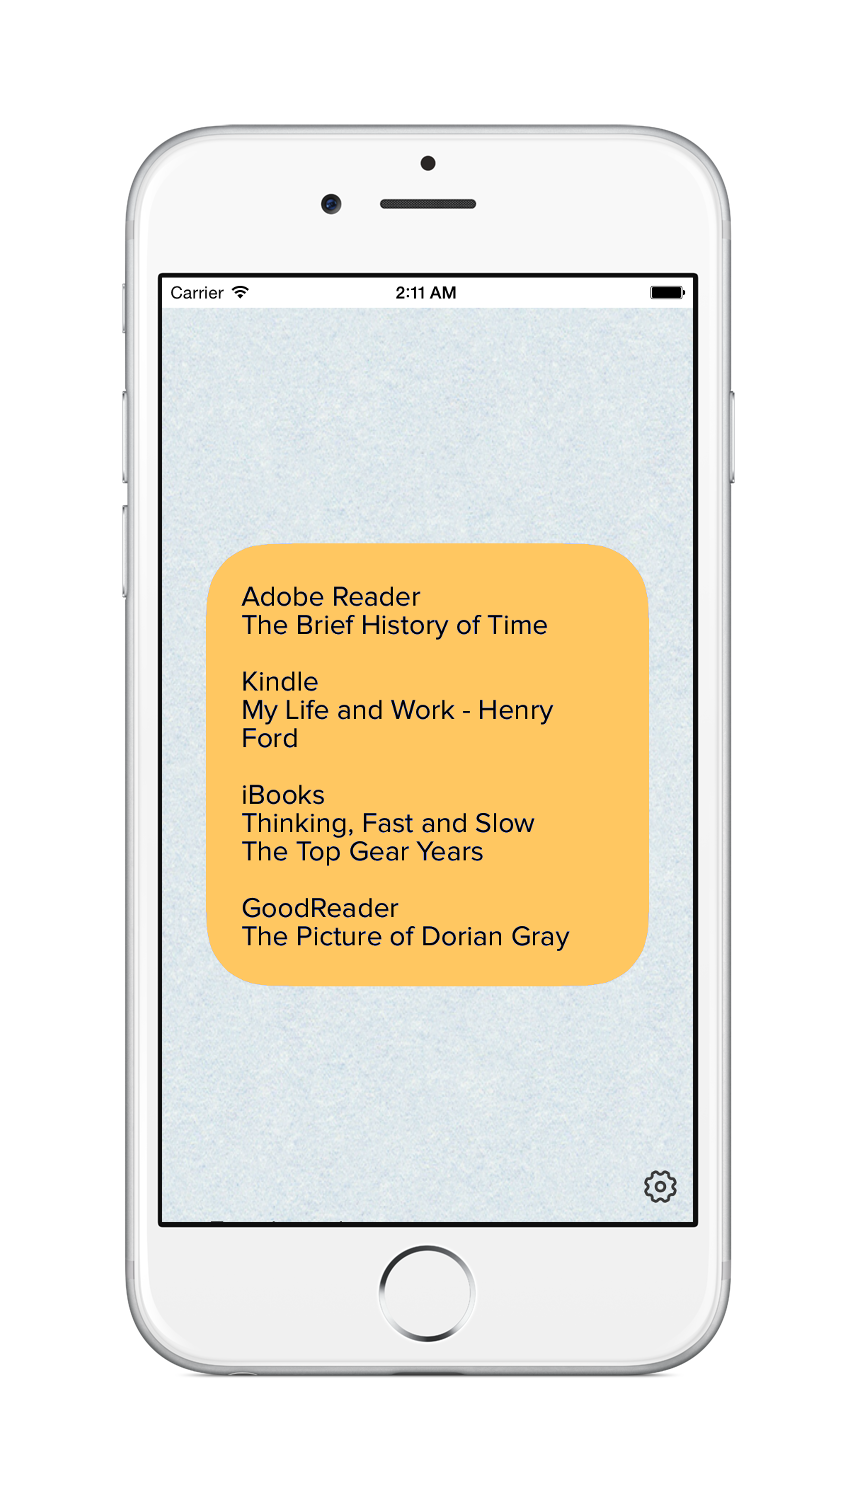 Carrier
2:11 AM
Adobe Reader
The Brief History of Time
Kindle
My Life and Work - Henry
Ford
iBooks
Thinking, Fast and Slow
The Top Gear Years
GoodReader
The Picture of Dorian Gray